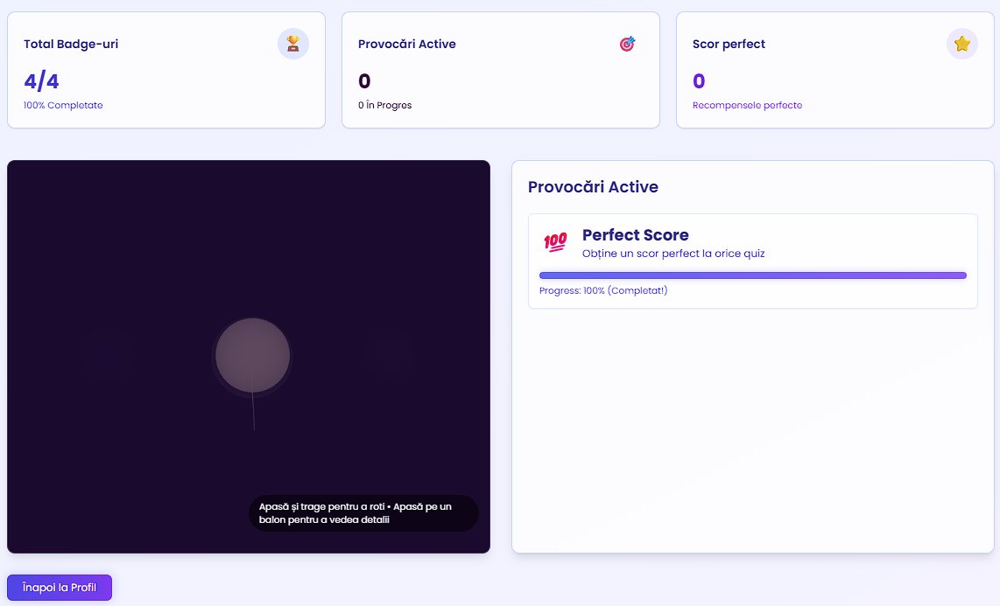 Total Badge-uri
4/4
100% Completate
Provocări Active
0
0 În Progres
Scor perfect
0
Recompensele perfecte
Apasă și trage pentru a roti • Apasă pe un
balon pentru a vedea detalii
Provocări Active
100
Perfect Score
Obține un scor perfect la orice quiz
Progress: 100% (Completat!)
Înapoi la Profil